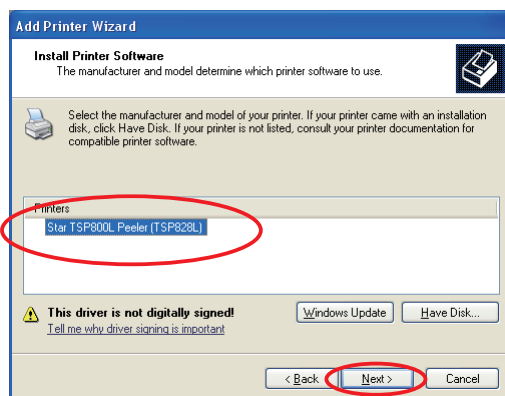 Add Printer Wizard
Install Printer Software
The manufacturer and model determine which printer software to use.
Select the manufacturer and model of your printer. If your printer came with an installation
disk, click Have Disk. If your printer is not listed, consult your printer documentation for
compatible printer software.
Printers
Star TSP800L Peeler (TSP828L)
This driver is not digitally signed!
Tell me why driver signing is important
Windows Update
Have Disk...
< Back
Next >
Cancel